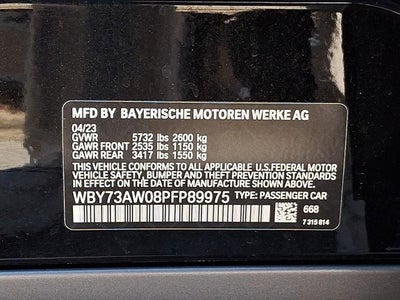 MFD BY BAYERISCHE MOTOREN WERKE AG
04/23
GVWR 5732 lbs 2600 kg
GAWR FRONT 2535 lbs 1150 kg
GAWR REAR 3417 lbs 1550 kg
THIS VEHICLE CONFORMS TO ALL APPLICABLE U.S.FEDERAL MOTOR
VEHICLE SAFETY, BUMPER AND THEFT PREVENTION STANDARDS
IN EFFECT ON THE DATE OF MANUFACTURE SHOWN ABOVE.
WBY73AW08PFP89975 TYPE: PASSENGER CAR
668
7 315 814